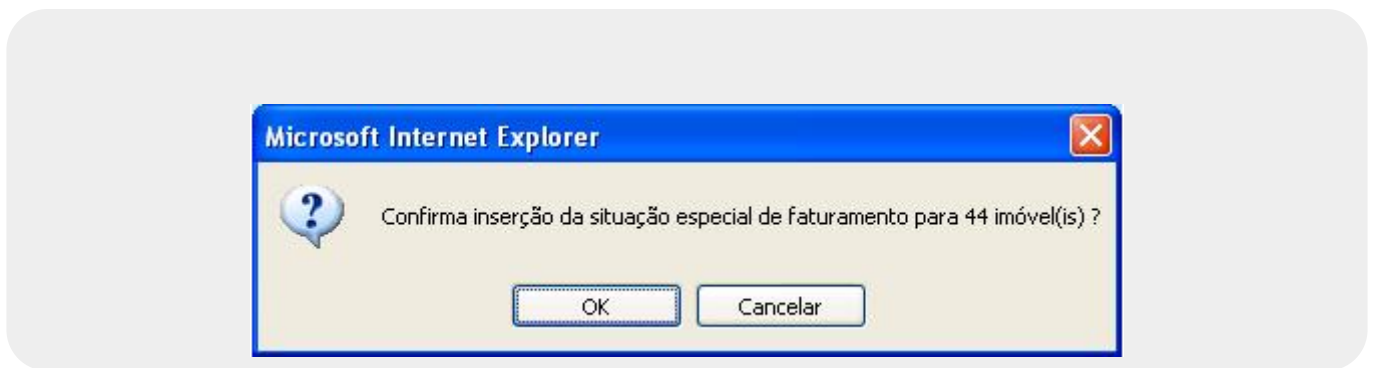 Microsoft Internet Explorer
Confirma inserção da situação especial de faturamento para 44 imóvel(is) ?
OK
Cancelar